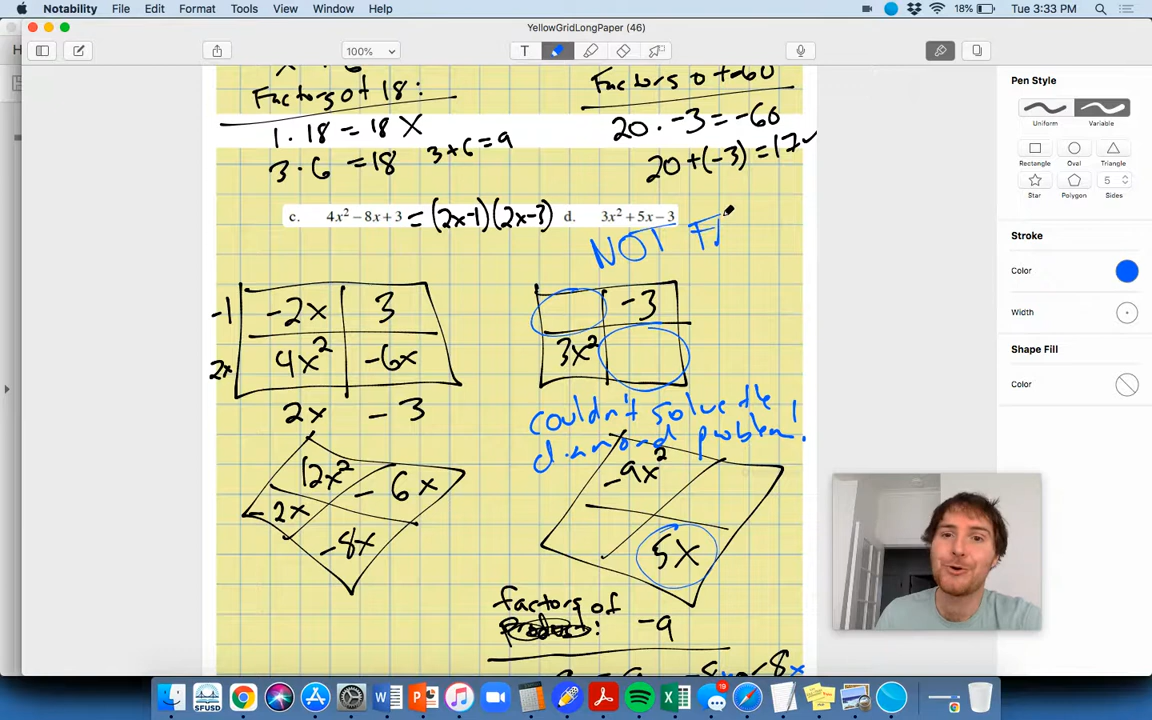 Notability File Edit Format Notes View Window Help 18% Tue 3:33 PM
YellowGridLongPaper (46)
100% T
Pen Style
Uniform Variable
Rectangle Oval Triangle
5
Star Polygon Sides
Stroke
Color
Width
Shape Fill
Color
Factors of 18:
1 · 18 = 18 X
3 · 6 = 18 3+6=9
Factors of -60
20 · -3 = -60
20 + (-3) = 17 ✓
c. 4x² − 8x + 3 = (2x-1)(2x-3)
d. 3x² + 5x − 3
NOT FA
-1 -2x 3
2x 4x² -6x
2x - 3
12x²
-2x - 6x
-8x
-3
3x²
couldn't solve the
diamond problem!
-9x²
5x
factors of
product: -9
W P X 19
SFUSD